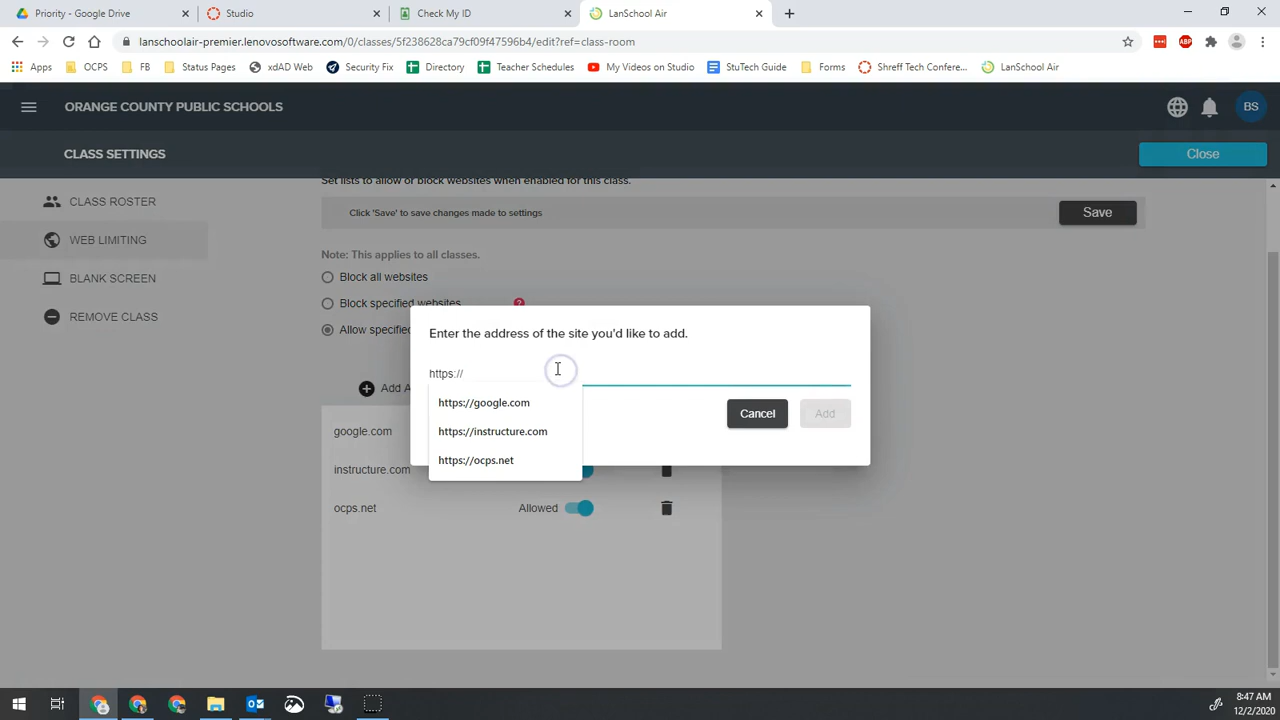 Priority - Google Drive
Studio
Check My ID
LanSchool Air
lanschoolair-premier.lenovosoftware.com/0/classes/5f238628ca79cf09f47596b4/edit?ref=class-room
ABP
Apps
OCPS
FB
Status Pages
xdAD Web
Security Fix
Directory
Teacher Schedules
My Videos on Studio
StuTech Guide
Forms
Shreff Tech Confere...
LanSchool Air
ORANGE COUNTY PUBLIC SCHOOLS
BS
CLASS SETTINGS
Close
Set lists to allow or block websites when enabled for this class.
CLASS ROSTER
Click 'Save' to save changes made to settings
Save
WEB LIMITING
Note: This applies to all classes.
Block all websites
BLANK SCREEN
Block specified websites
?
REMOVE CLASS
Allow specified
Enter the address of the site you'd like to add.
https://
Add A
https://google.com
https://instructure.com
https://ocps.net
Cancel
Add
google.com
instructure.com
ocps.net
Allowed
8:47 AM
12/2/2020